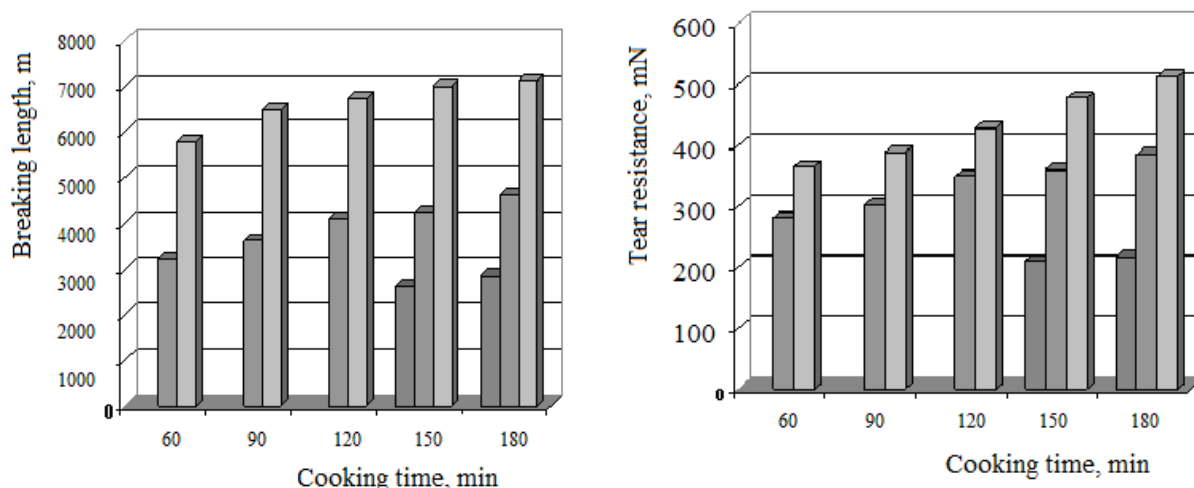 Breaking length, m
8000
7000
6000
5000
4000
3000
2000
1000
0
60 90 120 150 180
Cooking time, min
Tear resistance, mN
600
500
400
300
200
100
0
60 90 120 150 180
Cooking time, min